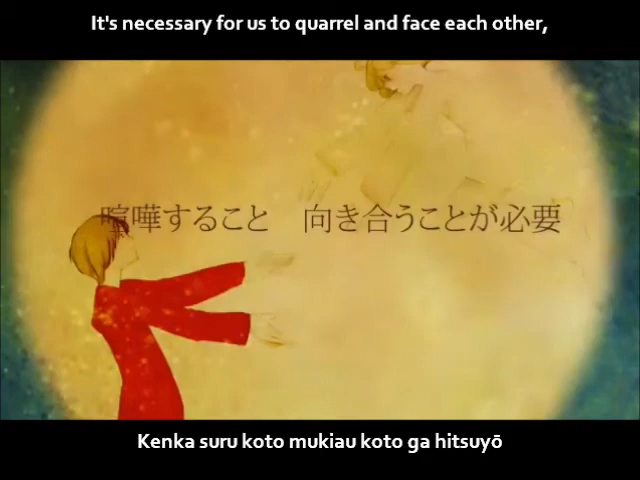 It's necessary for us to quarrel and face each other,
喧嘩すること　向き合うことが必要
Kenka suru koto mukiau koto ga hitsuyō